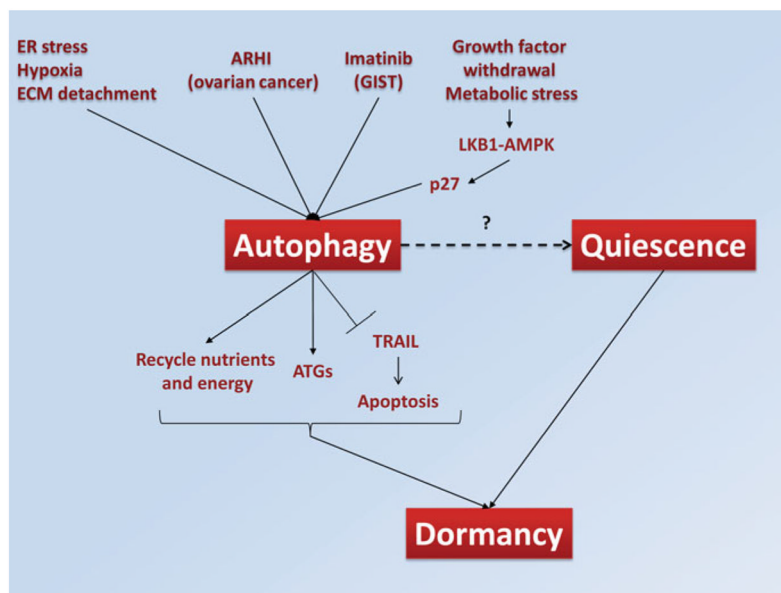 ER stress
Hypoxia
ECM detachment
ARHI
(ovarian cancer)
Imatinib
(GIST)
Growth factor
withdrawal
Metabolic stress
LKB1-AMPK
p27
Autophagy
?
Quiescence
Recycle nutrients
and energy
ATGs
TRAIL
Apoptosis
Dormancy